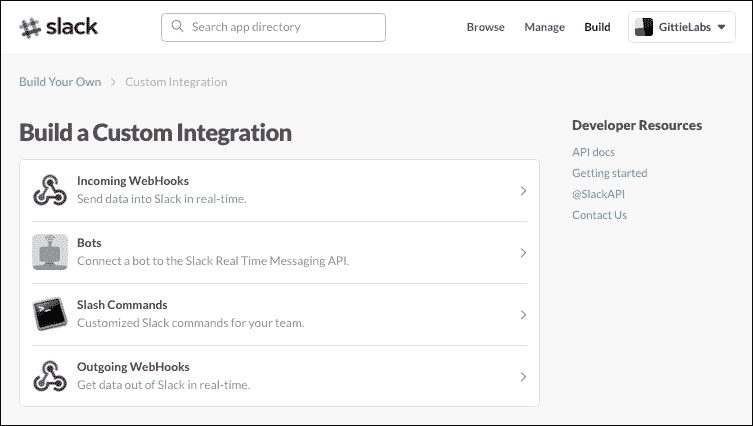 slack
Search app directory
Browse
Manage
Build
GittieLabs
Build Your Own > Custom Integration
Build a Custom Integration
Incoming WebHooks
Send data into Slack in real-time.
Bots
Connect a bot to the Slack Real Time Messaging API.
Slash Commands
Customized Slack commands for your team.
Outgoing WebHooks
Get data out of Slack in real-time.
Developer Resources
API docs
Getting started
@SlackAPI
Contact Us